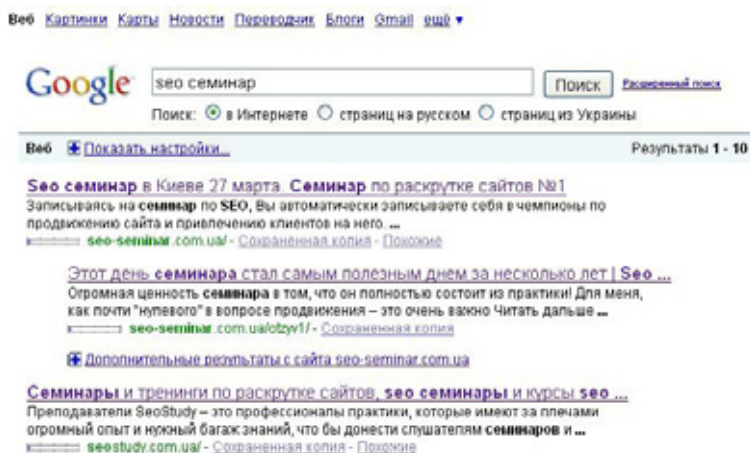 Веб Картинки Карты Новости Переводчик Блоги Gmail ещё ▼
Google seo семинар Поиск Расширенный поиск
Поиск: в Интернете страниц на русском страниц из Украины
Веб Показать настройки... Результаты 1 - 10
Seo семинар в Киеве 27 марта. Семинар по раскрутке сайтов №1
Записываясь на семинар по SEO, Вы автоматически записываете себя в чемпионы по
продвижению сайта и привлечению клиентов на него. ...
seo-seminar.com.ua/ - Сохраненная копия - Похожие
Этот день семинара стал самым полезным днем за несколько лет | Seo ...
Огромная ценность семинара в том, что он полностью состоит из практики! Для меня,
как почти "нулевого" в вопросе продвижения – это очень важно Читать дальше ...
seo-seminar.com.ua/otzyv1/ - Сохраненная копия
Дополнительные результаты с сайта seo-seminar.com.ua
Семинары и тренинги по раскрутке сайтов, seo семинары и курсы seo ...
Преподаватели SeoStudy – это профессионалы практики, которые имеют за плечами
огромный опыт и нужный багаж знаний, что бы донести слушателям семинаров и ...
seostudy.com.ua/ - Сохраненная копия - Похожие